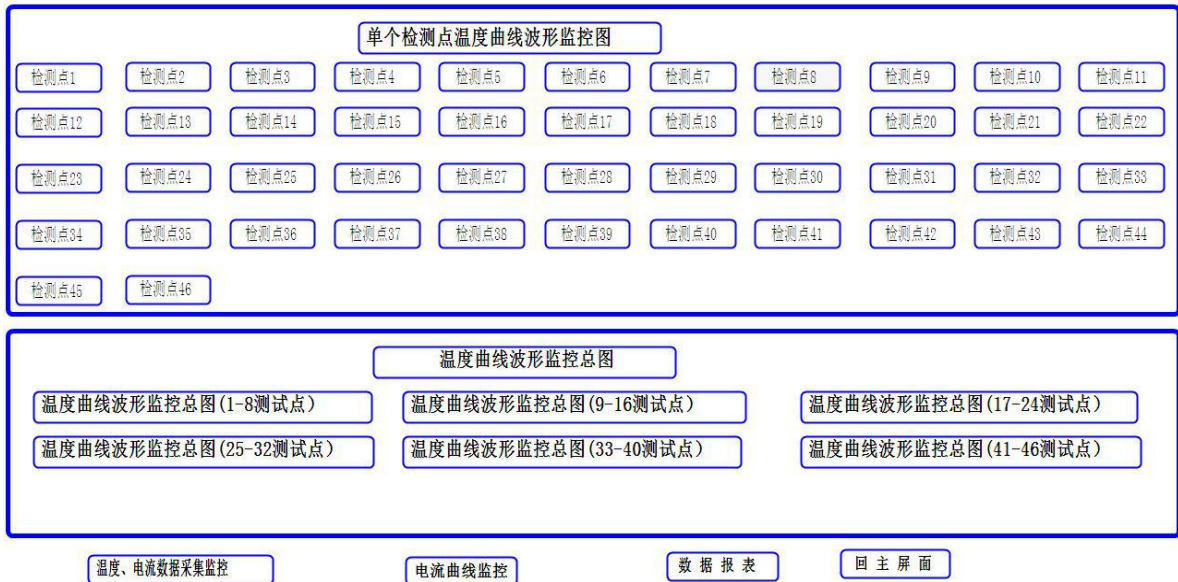 单个检测点温度曲线波形监控图
检测点1 检测点2 检测点3 检测点4 检测点5 检测点6 检测点7 检测点8 检测点9 检测点10 检测点11
检测点12 检测点13 检测点14 检测点15 检测点16 检测点17 检测点18 检测点19 检测点20 检测点21 检测点22
检测点23 检测点24 检测点25 检测点26 检测点27 检测点28 检测点29 检测点30 检测点31 检测点32 检测点33
检测点34 检测点35 检测点36 检测点37 检测点38 检测点39 检测点40 检测点41 检测点42 检测点43 检测点44
检测点45 检测点46
温度曲线波形监控总图
温度曲线波形监控总图(1-8测试点) 温度曲线波形监控总图(9-16测试点) 温度曲线波形监控总图(17-24测试点)
温度曲线波形监控总图(25-32测试点) 温度曲线波形监控总图(33-40测试点) 温度曲线波形监控总图(41-46测试点)
温度、电流数据采集监控 电流曲线监控 数据报表 回主屏面